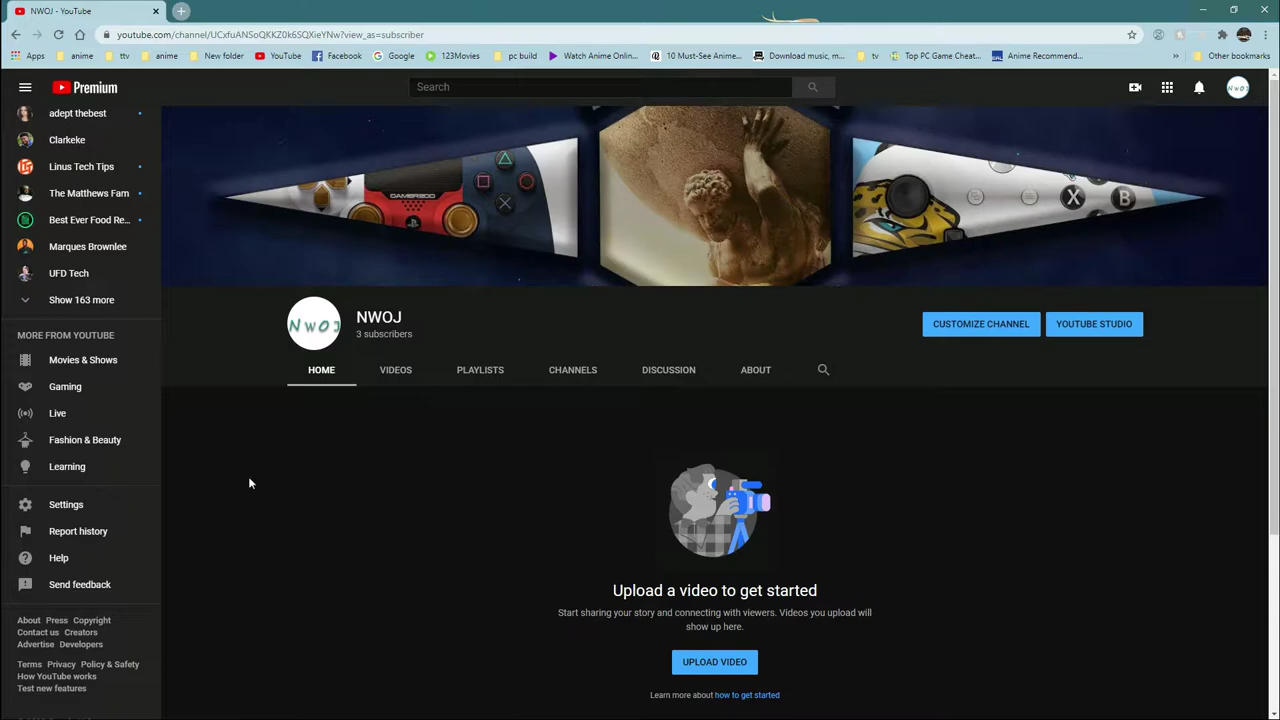 NWOJ - YouTube
youtube.com/channel/UCxfuANSoQKKZ0k6SQXieYNw?view_as=subscriber
Apps anime ttv anime New folder YouTube Facebook Google 123Movies pc build Watch Anime Onlin... 10 Must-See Anime... Download music, m... tv Top PC Game Cheat... Anime Recommend... » Other bookmarks
Premium
Search
NWOJ
adept thebest
Clarkeke
Linus Tech Tips
The Matthews Fam
Best Ever Food Re...
Marques Brownlee
UFD Tech
Show 163 more
MORE FROM YOUTUBE
Movies & Shows
Gaming
Live
Fashion & Beauty
Learning
Settings
Report history
Help
Send feedback
About Press Copyright
Contact us Creators
Advertise Developers
Terms Privacy Policy & Safety
How YouTube works
Test new features
GAMER200
X B
NWOJ
NWOJ
3 subscribers
CUSTOMIZE CHANNEL
YOUTUBE STUDIO
HOME VIDEOS PLAYLISTS CHANNELS DISCUSSION ABOUT
Upload a video to get started
Start sharing your story and connecting with viewers. Videos you upload will
show up here.
UPLOAD VIDEO
Learn more about how to get started